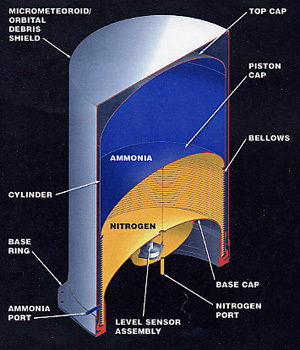 MICROMETEOROID/
ORBITAL
DEBRIS
SHIELD
TOP CAP
PISTON
CAP
AMMONIA
BELLOWS
CYLINDER
NITROGEN
BASE
RING
BASE CAP
AMMONIA
PORT
LEVEL SENSOR
ASSEMBLY
NITROGEN
PORT